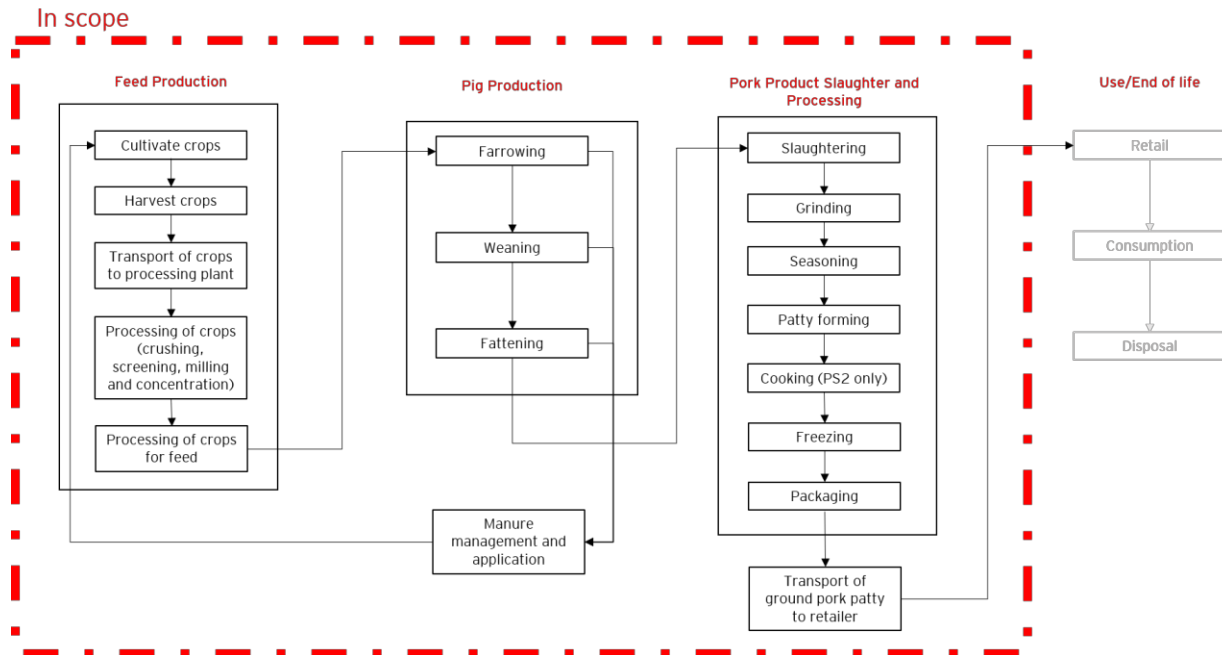 In scope
Feed Production
Cultivate crops
Harvest crops
Transport of crops
to processing plant
Processing of crops
(crushing,
screening, milling
and concentration)
Processing of crops
for feed
Pig Production
Farrowing
Weaning
Fattening
Manure
management and
application
Pork Product Slaughter and
Processing
Slaughtering
Grinding
Seasoning
Patty forming
Cooking (PS2 only)
Freezing
Packaging
Transport of
ground pork patty
to retailer
Use/End of life
Retail
Consumption
Disposal